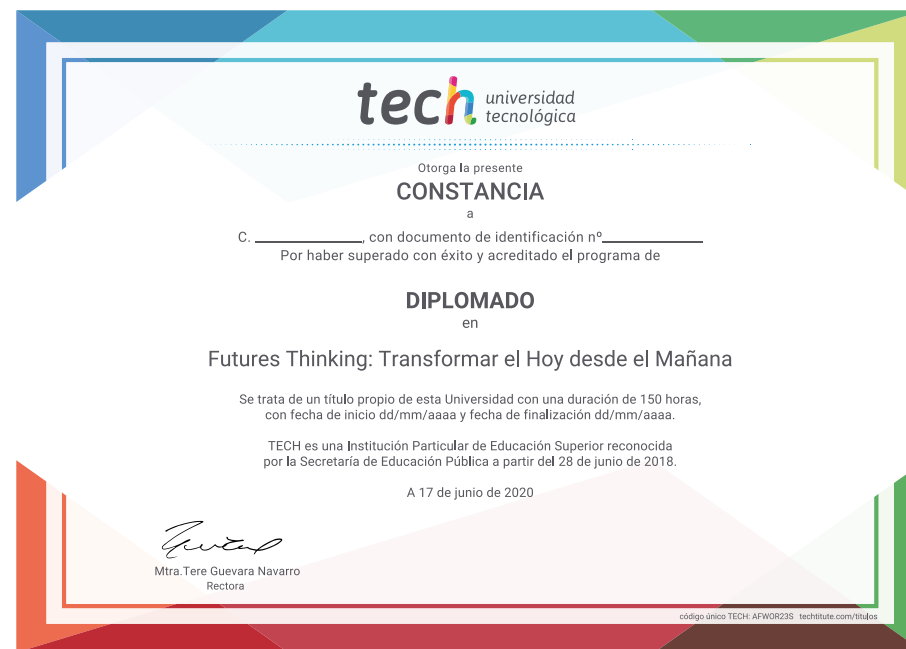 tech universidad
tecnológica
Otorga la presente
CONSTANCIA
a
C. ____________, con documento de identificación nº____________
Por haber superado con éxito y acreditado el programa de
DIPLOMADO
en
Futures Thinking: Transformar el Hoy desde el Mañana
Se trata de un título propio de esta Universidad con una duración de 150 horas,
con fecha de inicio dd/mm/aaaa y fecha de finalización dd/mm/aaaa.
TECH es una Institución Particular de Educación Superior reconocida
por la Secretaría de Educación Pública a partir del 28 de junio de 2018.
A 17 de junio de 2020
Mtra.Tere Guevara Navarro
Rectora
código único TECH: AFWOR23S techtitute.com/titulos